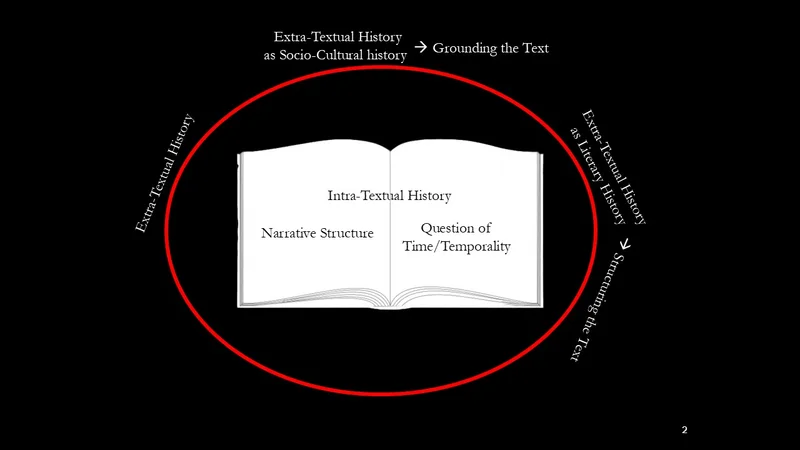 Extra-Textual History
as Socio-Cultural history
→ Grounding the Text
Extra-Textual History
Extra-Textual History
as Literary History
→ Structuring the Text
Intra-Textual History
Narrative Structure
Question of
Time/Temporality
2